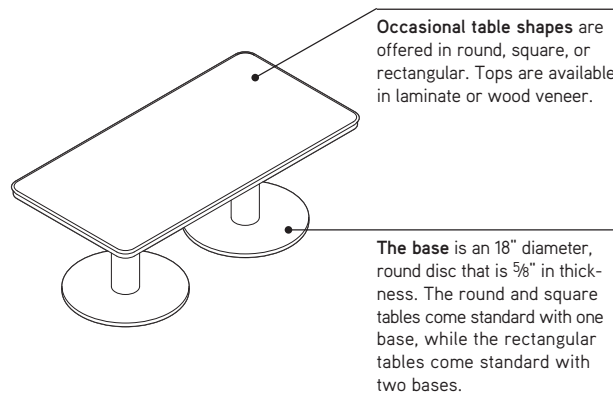 Occasional table shapes are
offered in round, square, or
rectangular. Tops are available
in laminate or wood veneer.
The base is an 18" diameter,
round disc that is ⅝" in thick-
ness. The round and square
tables come standard with one
base, while the rectangular
tables come standard with
two bases.